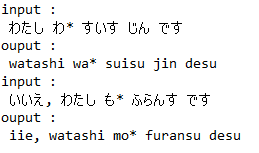 input :
わたし わ* すいす じん です
ouput :
watashi wa* suisu jin desu
input :
いいえ, わたし も* ふらんす です
ouput :
iie, watashi mo* furansu desu